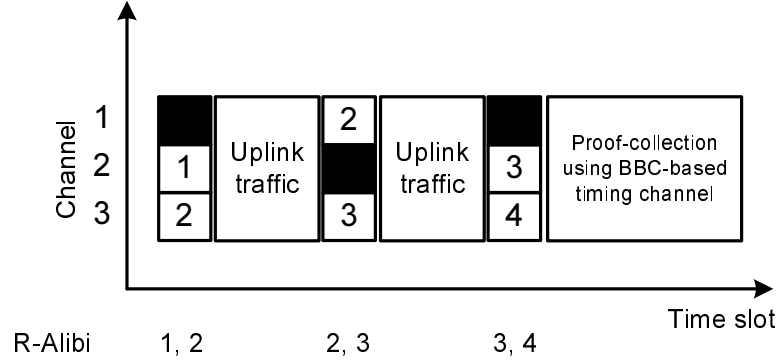 Channel
1
2
3
1
2
Uplink
traffic
2
3
Uplink
traffic
3
4
Proof-collection
using BBC-based
timing channel
Time slot
R-Alibi 1, 2 2, 3 3, 4